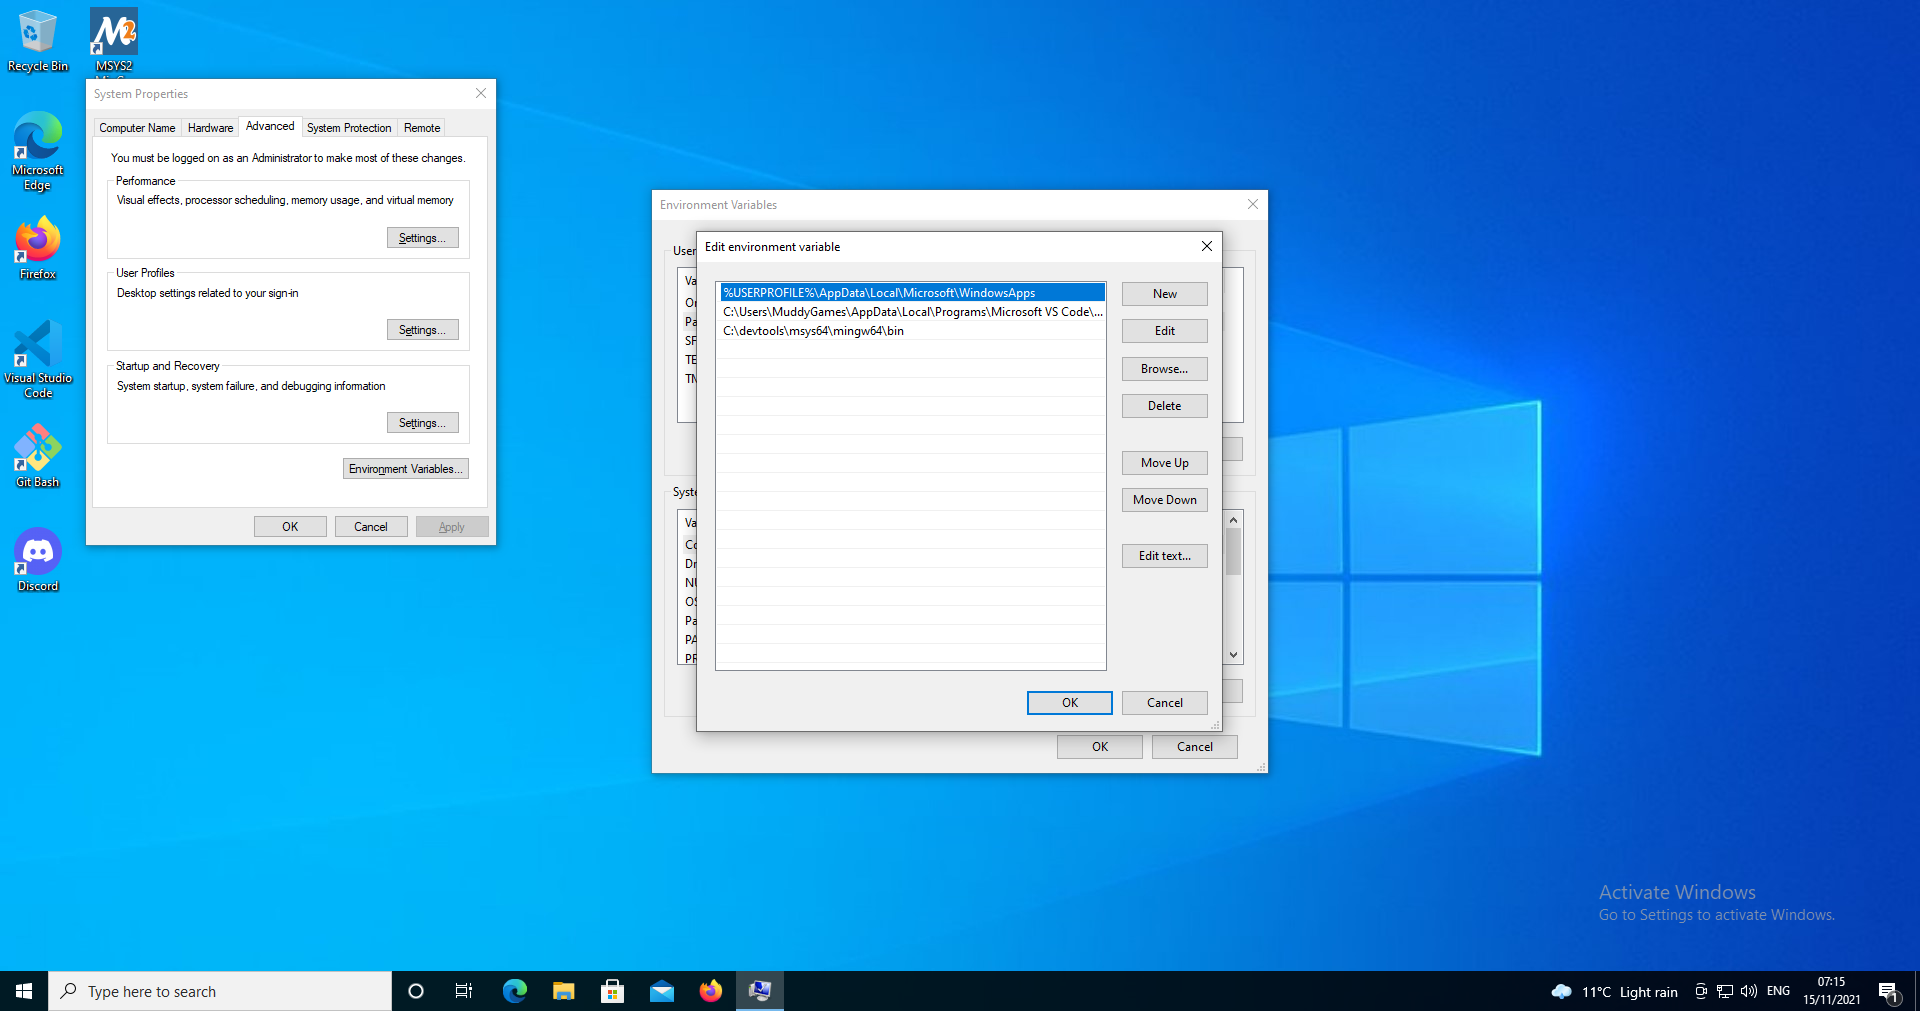 Recycle Bin
MSYS2
Microsoft
Edge
Firefox
Visual Studio
Code
Git Bash
Discord
System Properties
Computer Name
Hardware
Advanced
System Protection
Remote
You must be logged on as an Administrator to make most of these changes.
Performance
Visual effects, processor scheduling, memory usage, and virtual memory
Settings...
User Profiles
Desktop settings related to your sign-in
Settings...
Startup and Recovery
System startup, system failure, and debugging information
Settings...
Environment Variables...
OK
Cancel
Apply
Environment Variables
User
Va
Pa
SF
TE
Syste
Va
Co
Dr
NU
OS
Pa
PA
PR
Edit environment variable
%USERPROFILE%\AppData\Local\Microsoft\WindowsApps
C:\Users\MuddyGames\AppData\Local\Programs\Microsoft VS Code\...
C:\devtools\msys64\mingw64\bin
New
Edit
Browse...
Delete
Move Up
Move Down
Edit text...
OK
Cancel
OK
Cancel
Activate Windows
Go to Settings to activate Windows.
Type here to search
11°C Light rain
ENG
07:15
15/11/2021
1